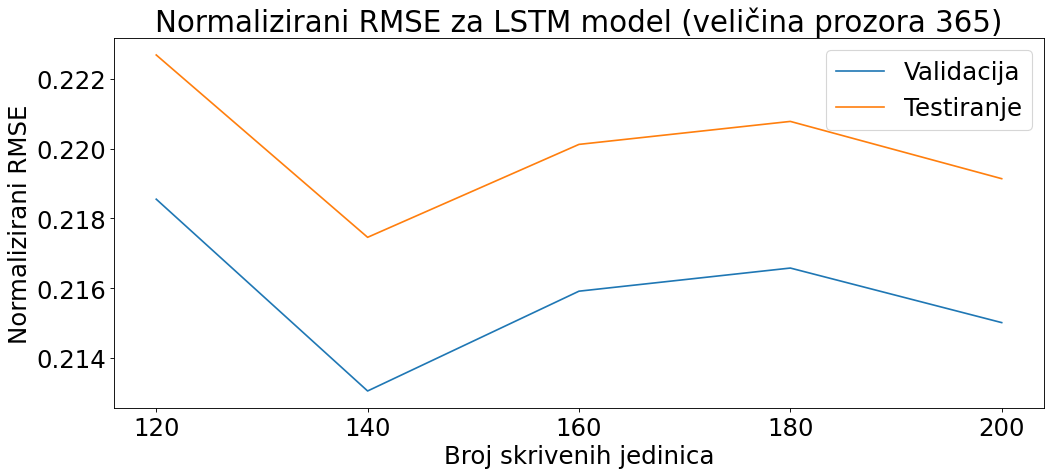 Normalizirani RMSE za LSTM model (veličina prozora 365)
Normalizirani RMSE
0.222
0.220
0.218
0.216
0.214
Validacija
Testiranje
120 140 160 180 200
Broj skrivenih jedinica